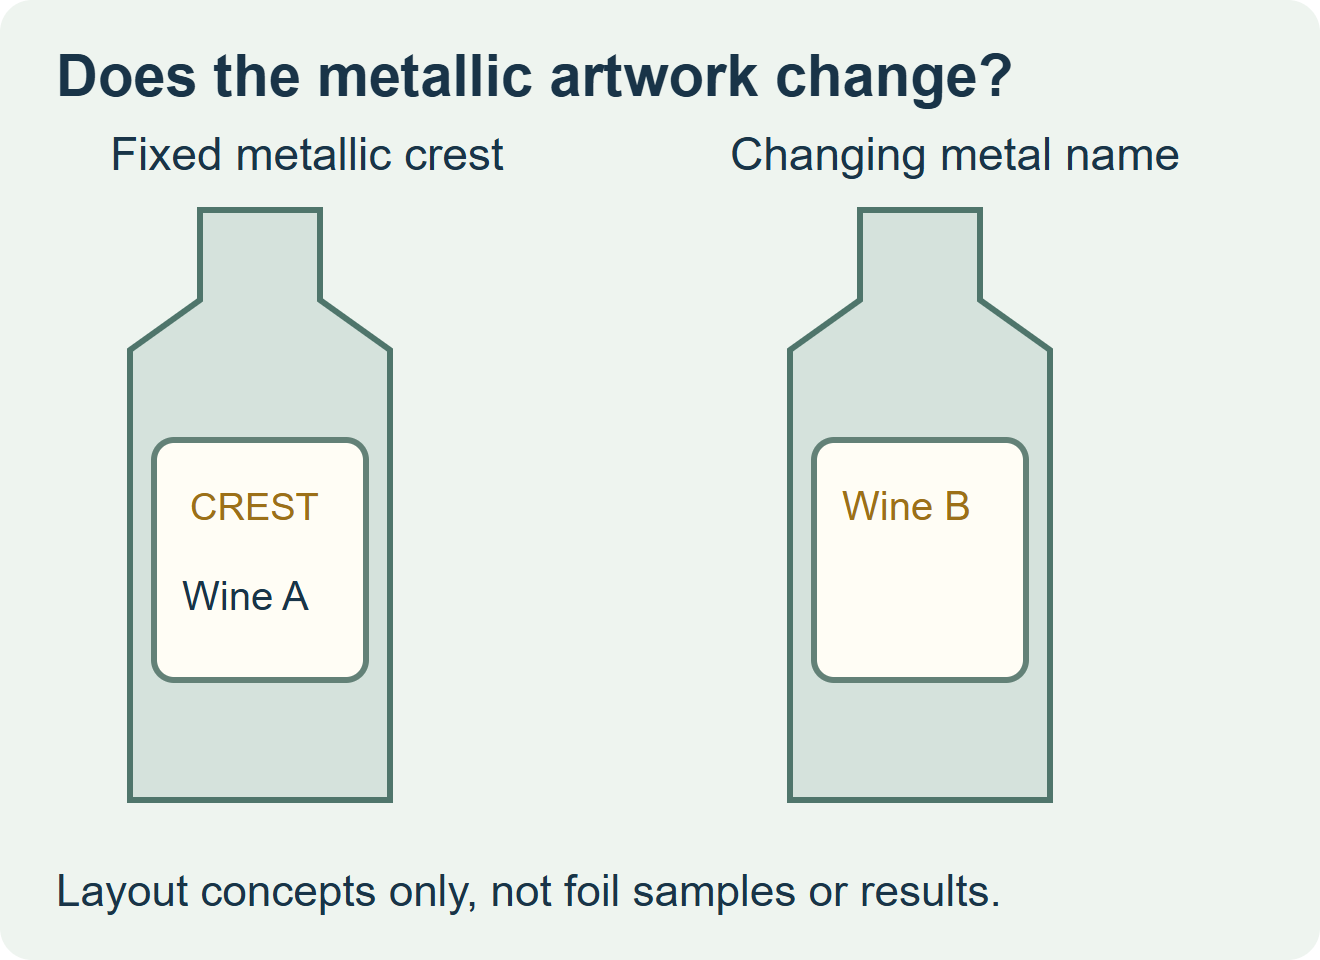 Does the metallic artwork change?
Fixed metallic crest
Changing metal name
CREST
Wine A
Wine B
Layout concepts only, not foil samples or results.